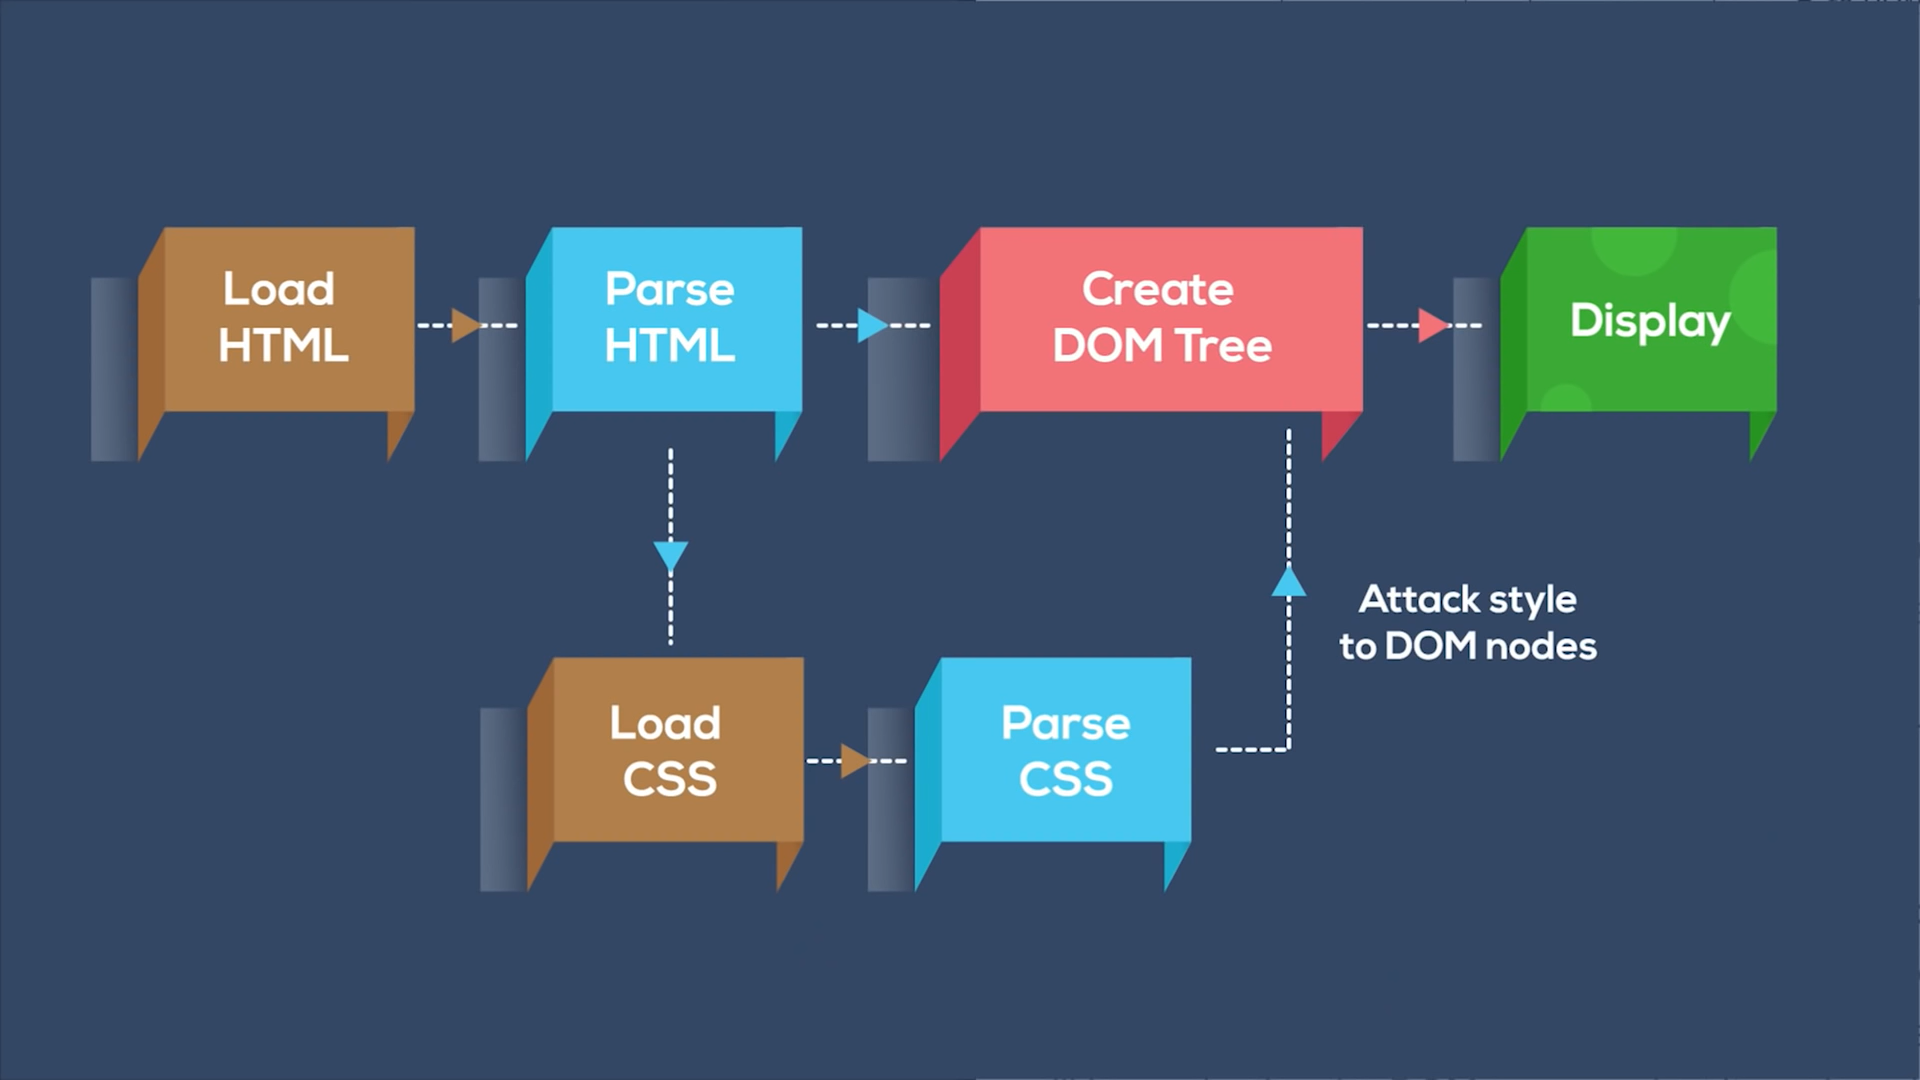 Load
HTML
Parse
HTML
Create
DOM Tree
Display
Attack style
to DOM nodes
Load
CSS
Parse
CSS